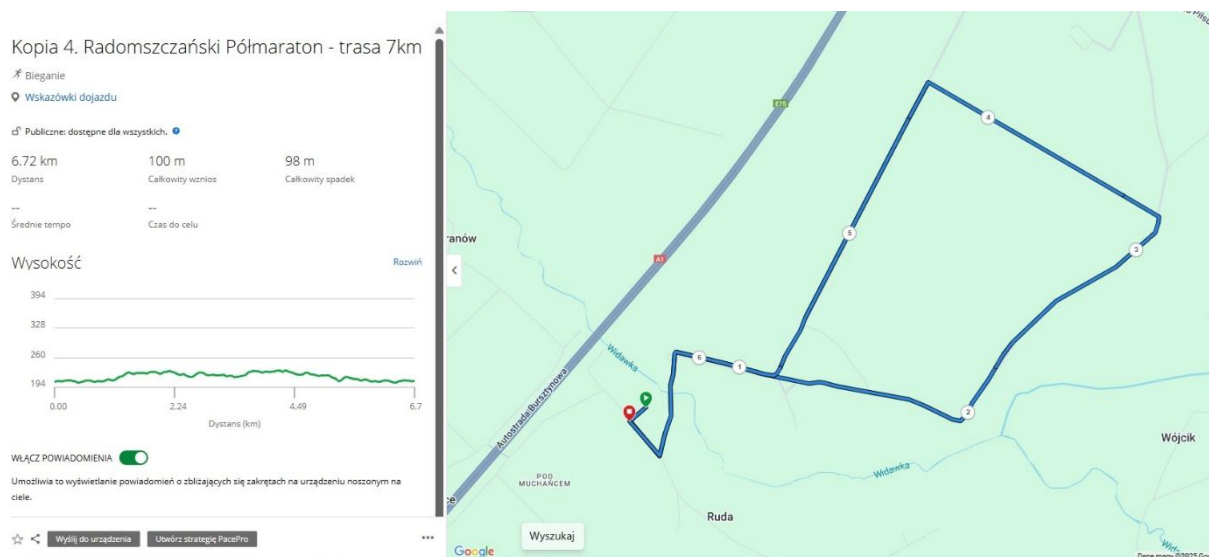 Kopia 4. Radomszczański Półmaraton - trasa 7km
Bieganie
Wskazówki dojazdu
Publiczne: dostępne dla wszystkich. ?
6.72 km 100 m 98 m
Dystans Całkowity wznios Całkowity spadek
-- --
Średnie tempo Czas do celu
Wysokość Rozwiń
394
328
260
194
0.00 2.24 4.49 6.7
Dystans (km)
WŁĄCZ POWIADOMIENIA
Umożliwia to wyświetlanie powiadomień o zbliżających się zakrętach na urządzeniu noszonym na
ciele.
Wyślij do urządzenia Utwórz strategię PacePro
E75
4
5
3
ranów
A1
Widawka
6
1
Autostrada Bursztynowa
2
Wójcik
Widawka
POD
MUCHAŃCEM
Ruda
Wyszukaj
Google